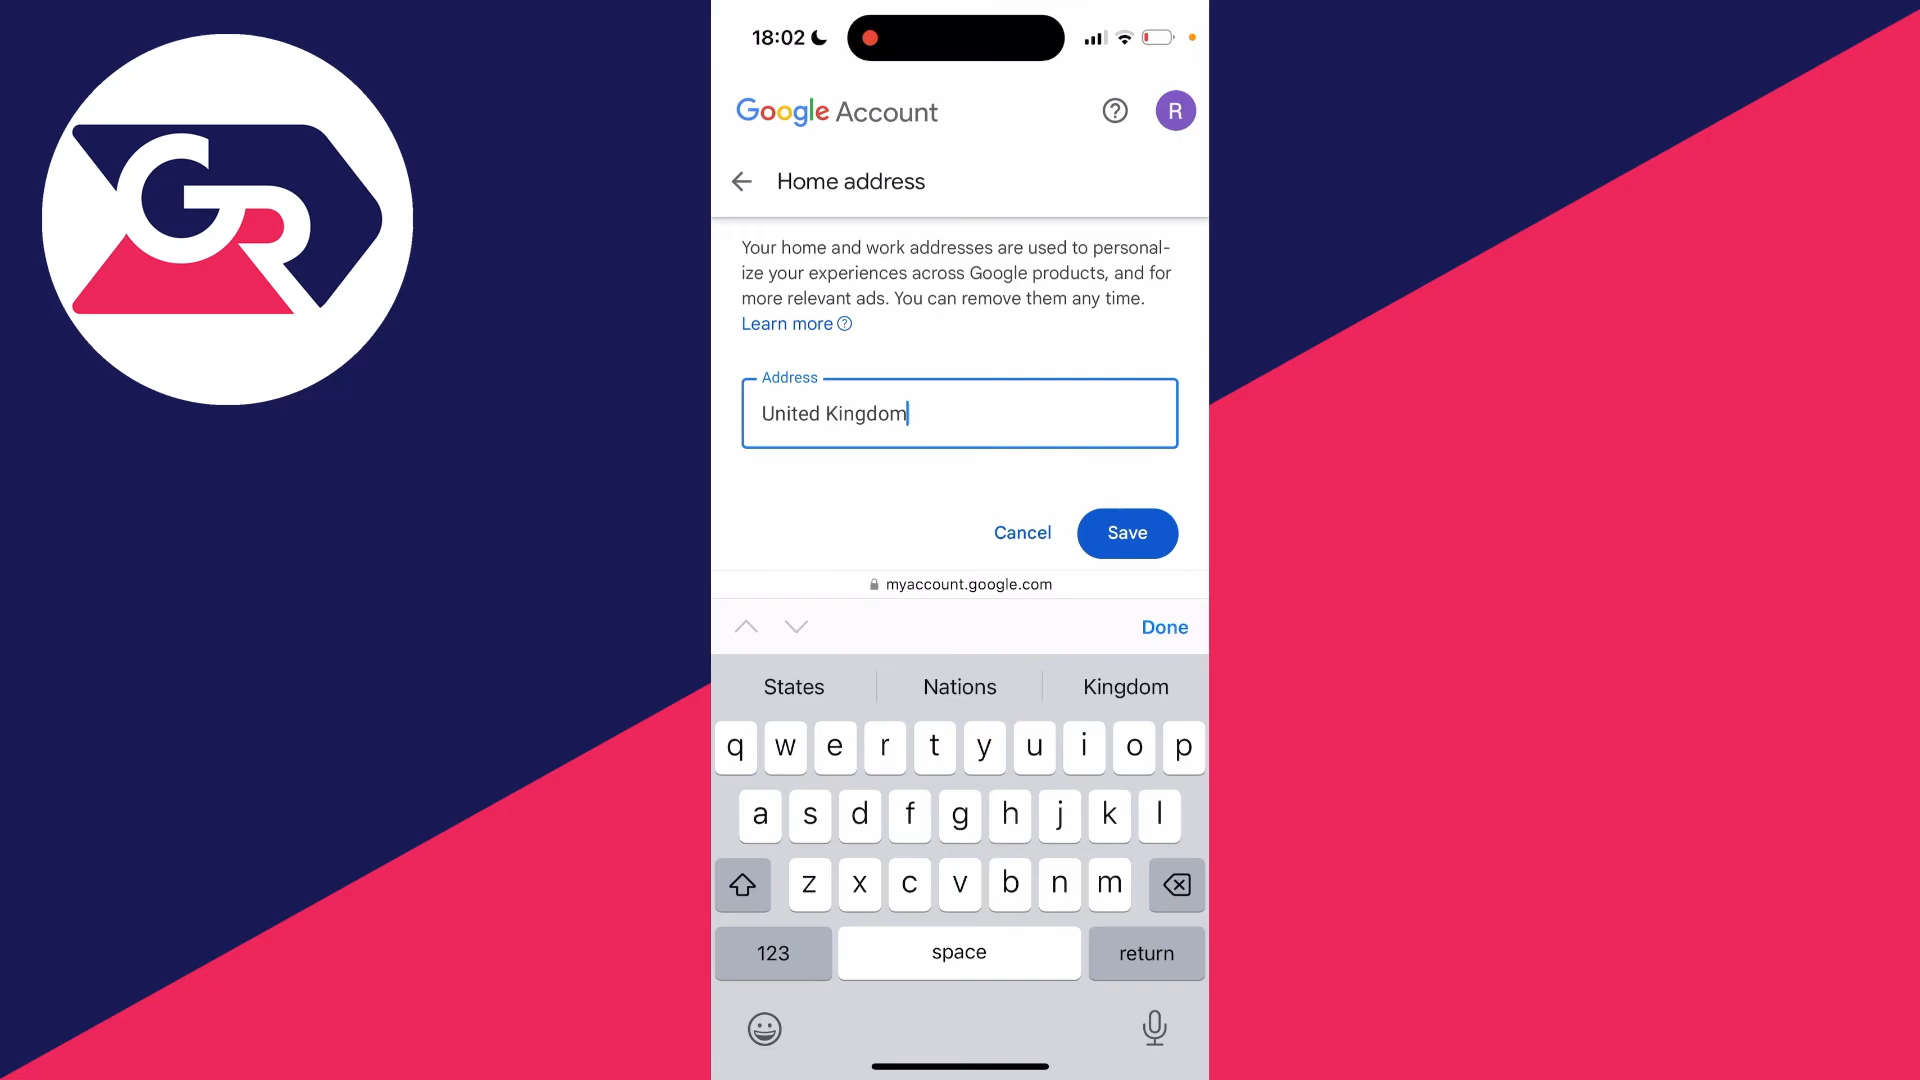 GR
18:02
Google Account
R
Home address
Your home and work addresses are used to personal-
ize your experiences across Google products, and for
more relevant ads. You can remove them any time.
Learn more
Address
United Kingdom
Cancel
Save
myaccount.google.com
Done
States
Nations
Kingdom
q w e r t y u i o p
a s d f g h j k l
z x c v b n m
123
space
return